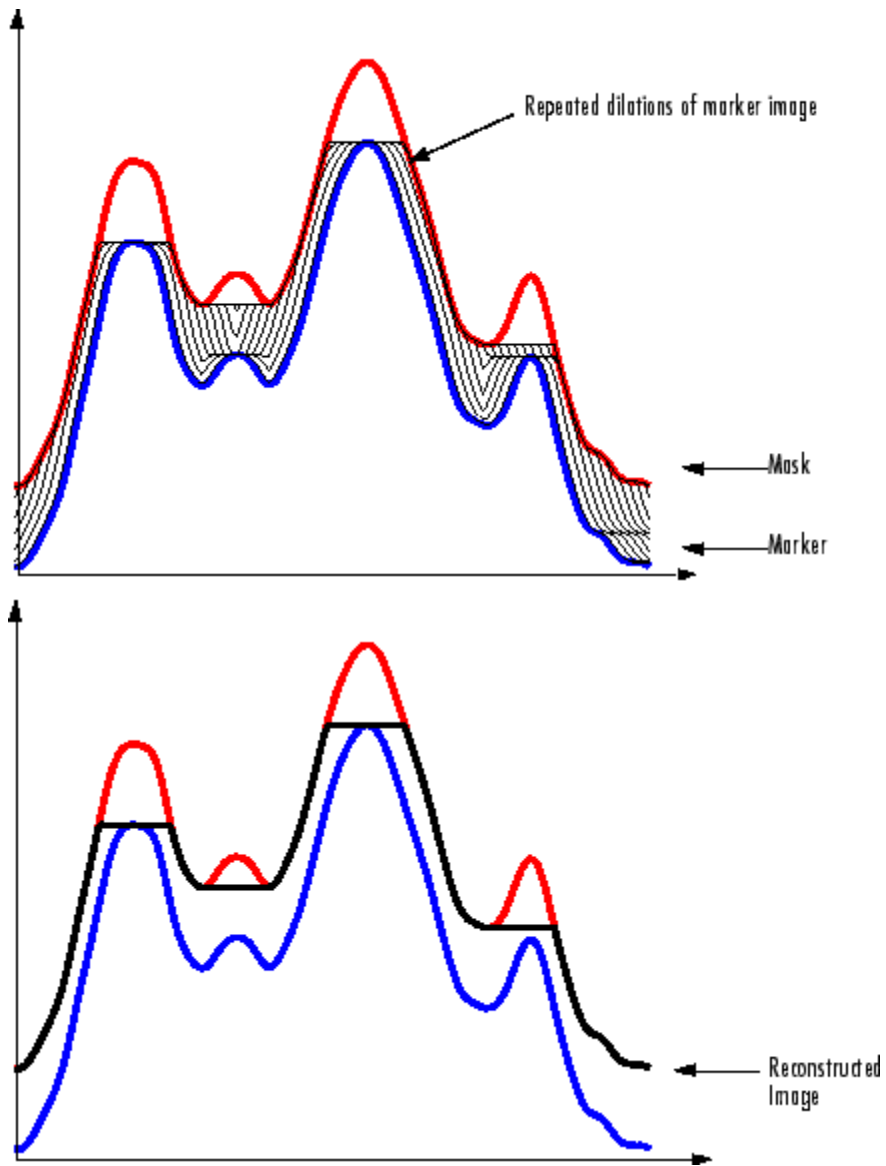 Repeated dilations of marker image
Mask
Marker
Reconstructed
Image